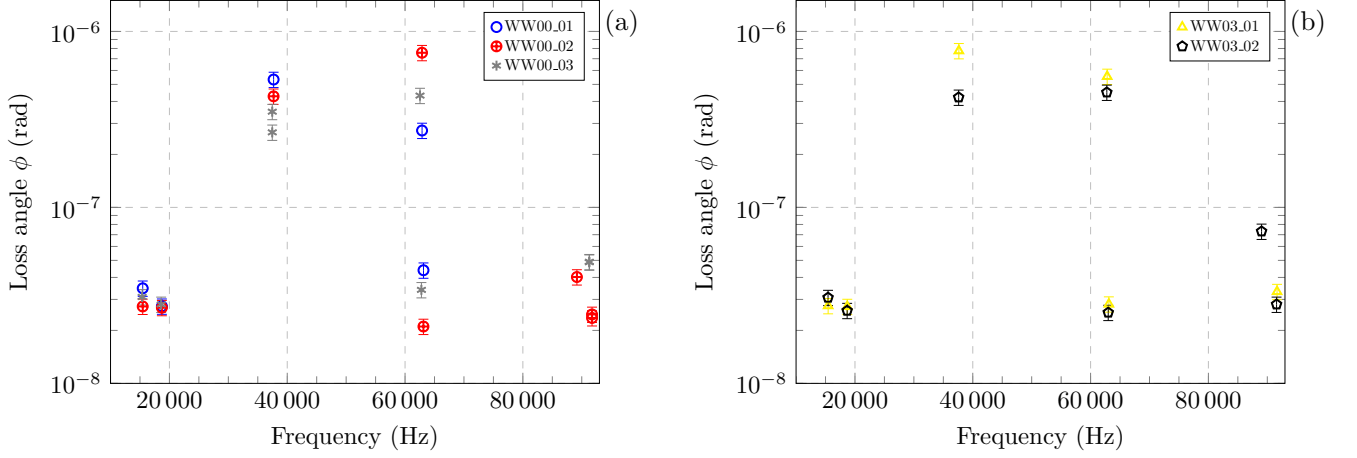 10⁻⁶
10⁻⁷
10⁻⁸
Loss angle ϕ (rad)
20 000
40 000
60 000
80 000
Frequency (Hz)
WW00_01
WW00_02
WW00_03
(a)
10⁻⁶
10⁻⁷
10⁻⁸
Loss angle ϕ (rad)
20 000
40 000
60 000
80 000
Frequency (Hz)
WW03_01
WW03_02
(b)